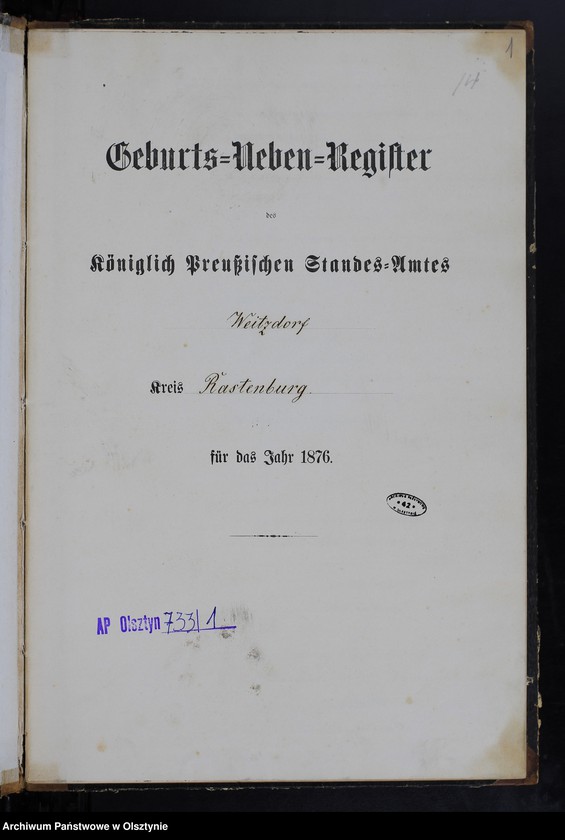 1
14
Geburts=Neben=Register
des
Königlich Preußischen Standes=Amtes
Weitzdorf
Kreis Rastenburg.
für das Jahr 1876.
* 42 *
AP Olsztyn 733/1
Archiwum Państwowe w Olsztynie